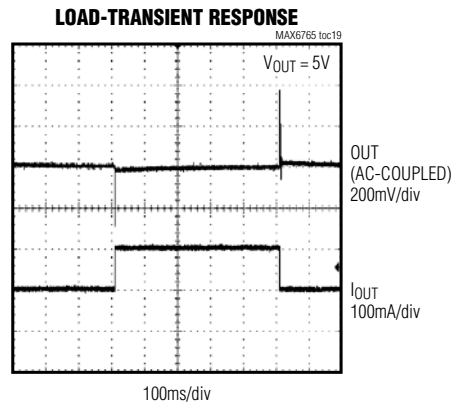 LOAD-TRANSIENT RESPONSE
MAX6765 toc19
VOUT = 5V
OUT
(AC-COUPLED)
200mV/div
IOUT
100mA/div
100ms/div